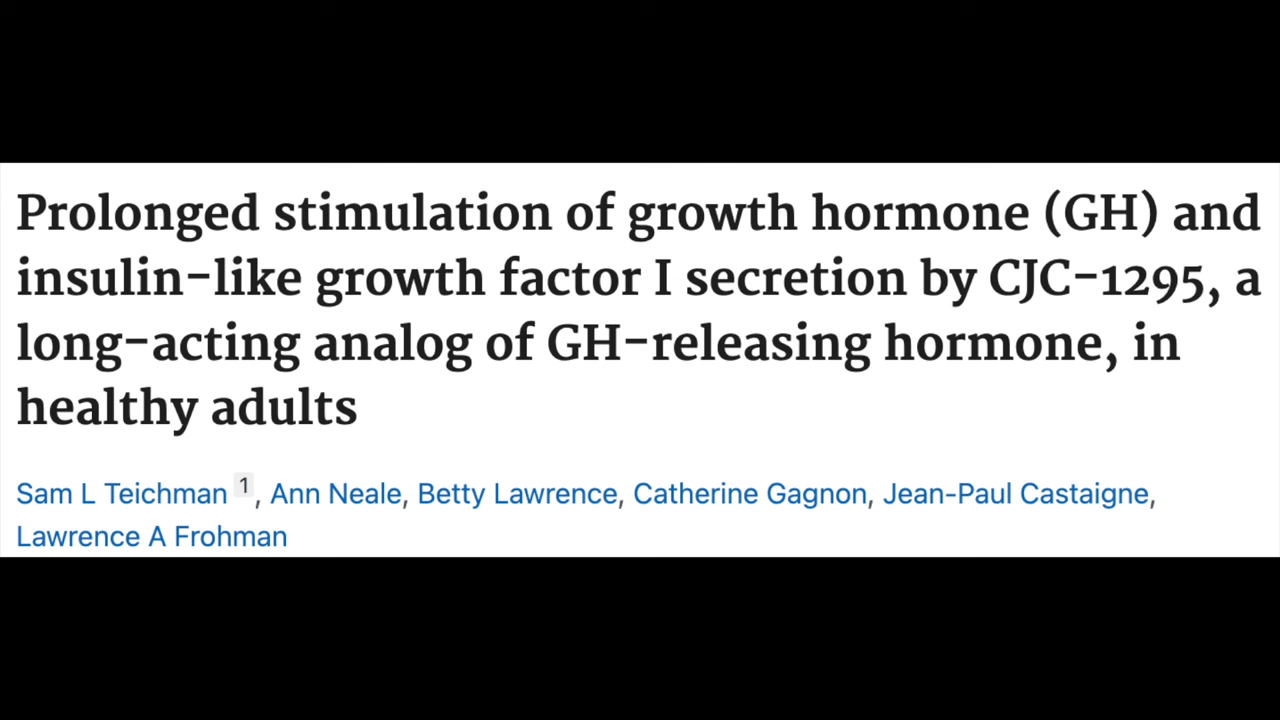 Prolonged stimulation of growth hormone (GH) and
insulin-like growth factor I secretion by CJC-1295, a
long-acting analog of GH-releasing hormone, in
healthy adults
Sam L Teichman 1, Ann Neale, Betty Lawrence, Catherine Gagnon, Jean-Paul Castaigne,
Lawrence A Frohman